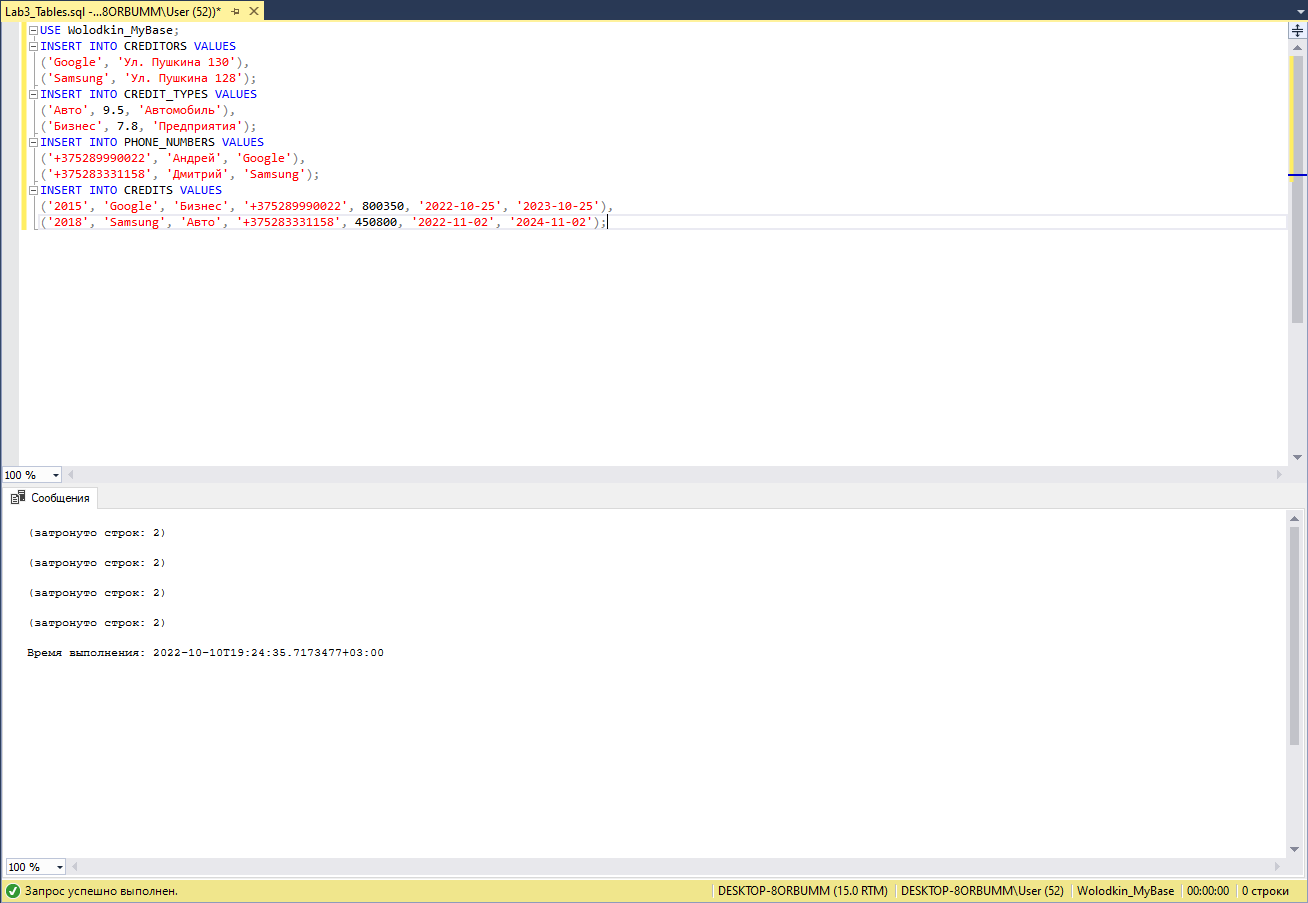 Lab3_Tables.sql -...8ORBUMM\User (52))*
USE Wolodkin_MyBase;
INSERT INTO CREDITORS VALUES
('Google', 'Ул. Пушкина 130'),
('Samsung', 'Ул. Пушкина 128');
INSERT INTO CREDIT_TYPES VALUES
('Авто', 9.5, 'Автомобиль'),
('Бизнес', 7.8, 'Предприятия');
INSERT INTO PHONE_NUMBERS VALUES
('+375289990022', 'Андрей', 'Google'),
('+375283331158', 'Дмитрий', 'Samsung');
INSERT INTO CREDITS VALUES
('2015', 'Google', 'Бизнес', '+375289990022', 800350, '2022-10-25', '2023-10-25'),
('2018', 'Samsung', 'Авто', '+375283331158', 450800, '2022-11-02', '2024-11-02');
100 %
Сообщения
(затронуто строк: 2)
(затронуто строк: 2)
(затронуто строк: 2)
(затронуто строк: 2)
Время выполнения: 2022-10-10T19:24:35.7173477+03:00
100 %
Запрос успешно выполнен. DESKTOP-8ORBUMM (15.0 RTM) DESKTOP-8ORBUMM\User (52) Wolodkin_MyBase 00:00:00 0 строки